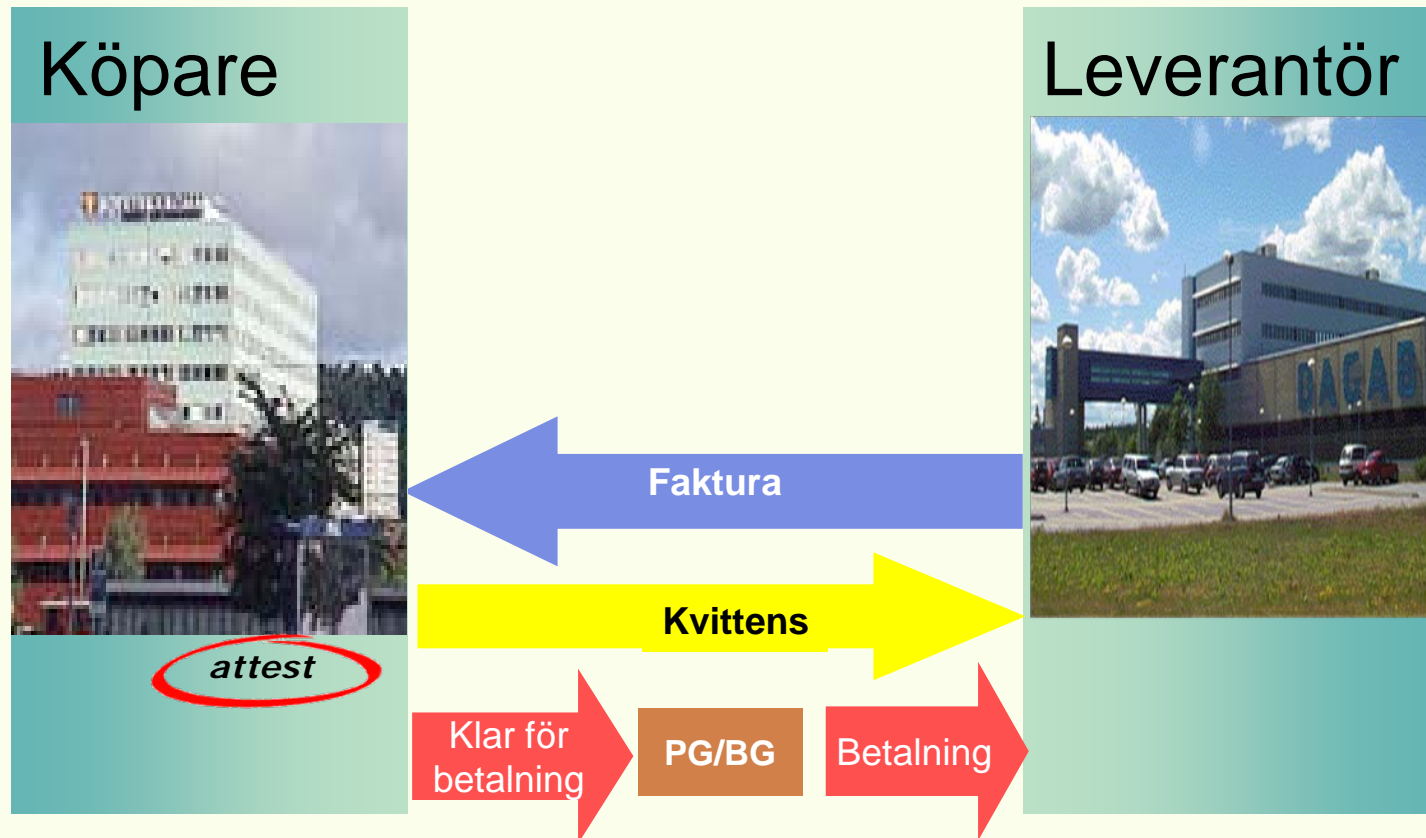 Köpare
Leverantör
DAGAB
Faktura
Kvittens
attest
Klar för
betalning
PG/BG
Betalning